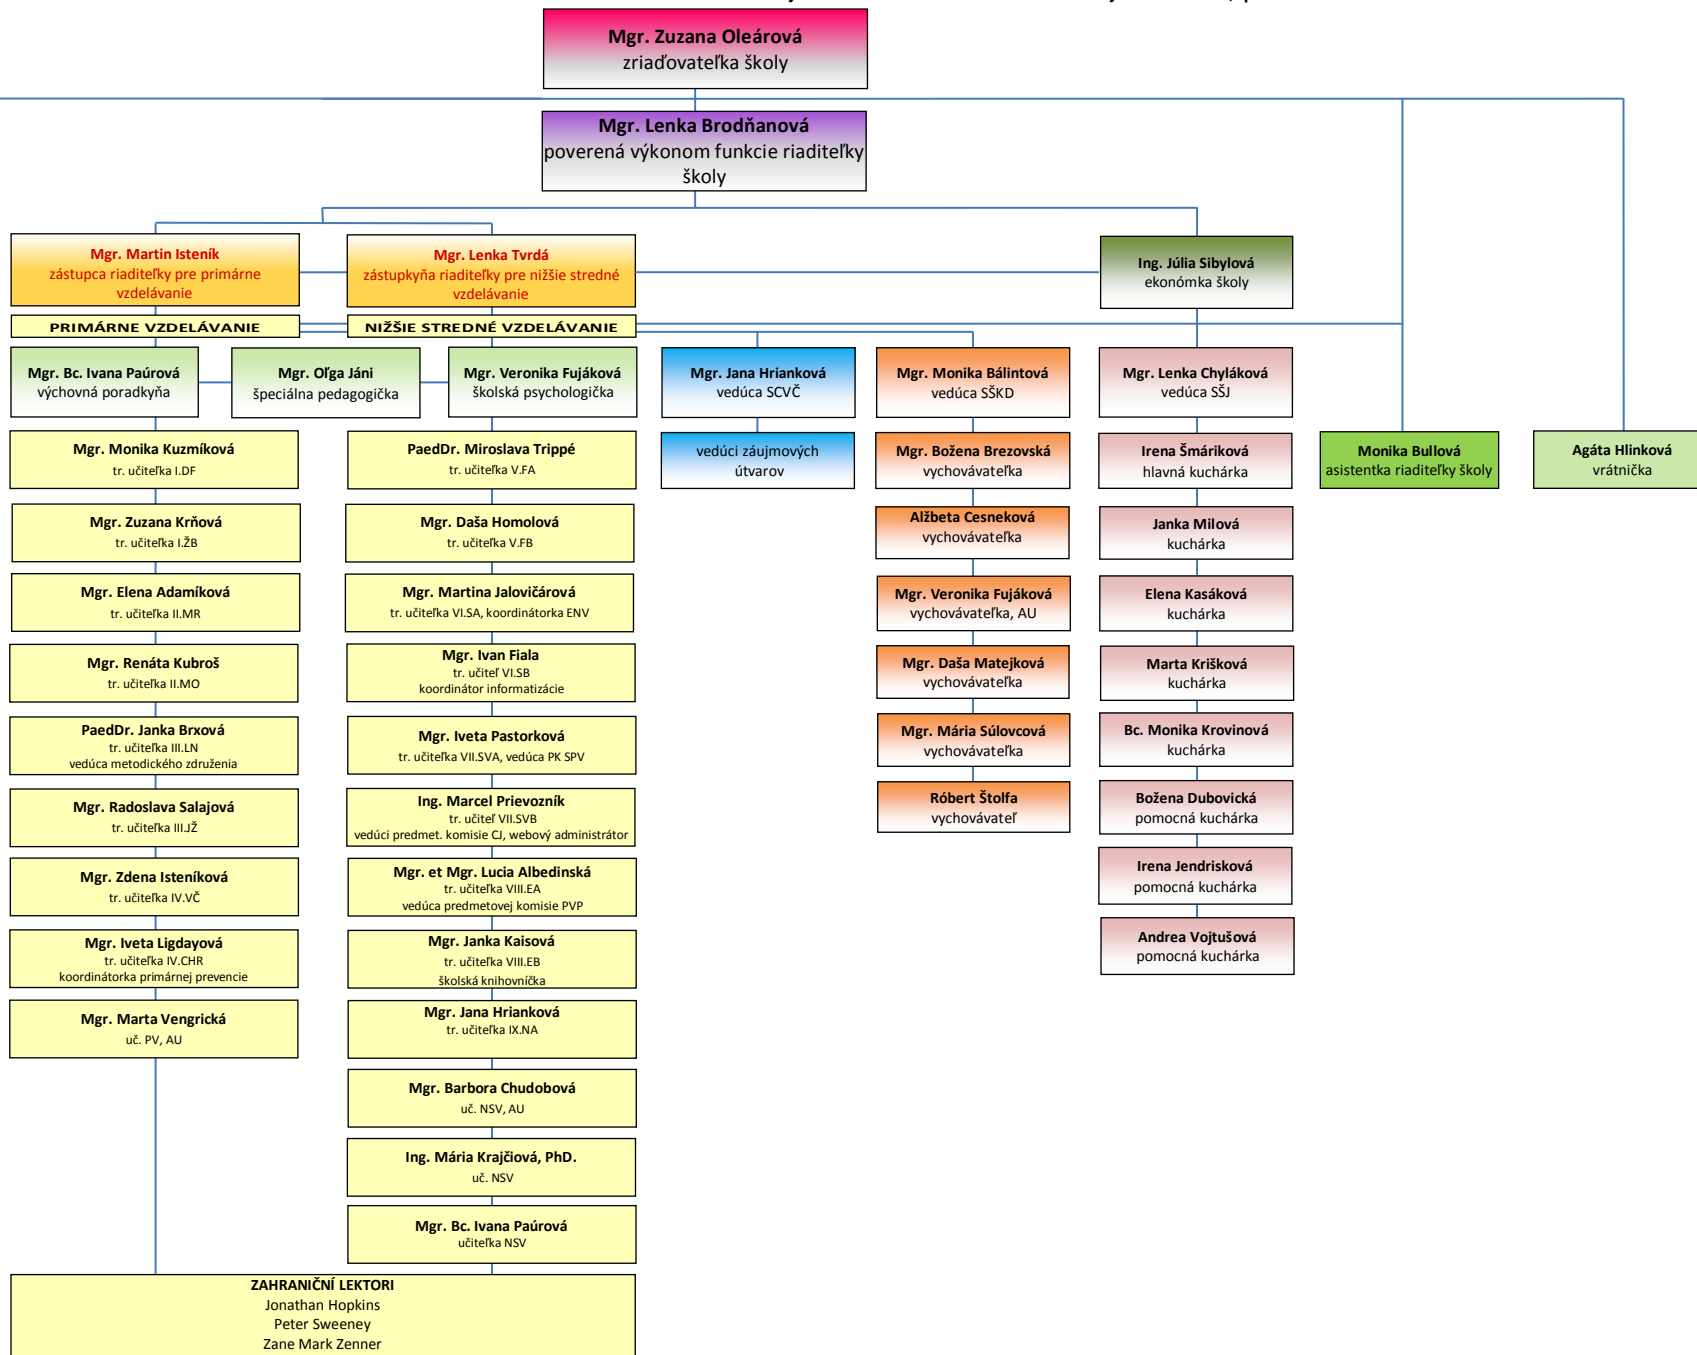 Mgr. Zuzana Oleárová
zriaďovateľka školy
Mgr. Lenka Brodňanová
poverená výkonom funkcie riaditeľky
školy
Mgr. Martin Isteník
zástupca riaditeľky pre primárne
vzdelávanie
Mgr. Lenka Tvrdá
zástupkyňa riaditeľky pre nižšie stredné
vzdelávanie
Ing. Júlia Sibylová
ekonómka školy
PRIMÁRNE VZDELÁVANIE
NIŽŠIE STREDNÉ VZDELÁVANIE
Mgr. Bc. Ivana Paúrová
výchovná poradkyňa
Mgr. Oľga Jáni
špeciálna pedagogička
Mgr. Veronika Fujáková
školská psychologička
Mgr. Jana Hrianková
vedúca SCVČ
Mgr. Monika Bálintová
vedúca SŠKD
Mgr. Lenka Chyláková
vedúca SŠJ
Mgr. Monika Kuzmíková
tr. učiteľka I.DF
PaedDr. Miroslava Trippé
tr. učiteľka V.FA
vedúci záujmových
útvarov
Mgr. Božena Brezovská
vychovávateľka
Irena Šmáriková
hlavná kuchárka
Monika Bullová
asistentka riaditeľky školy
Agáta Hlinková
vrátnička
Mgr. Zuzana Krňová
tr. učiteľka I.ŽB
Mgr. Daša Homolová
tr. učiteľka V.FB
Alžbeta Cesneková
vychovávateľka
Janka Milová
kuchárka
Mgr. Elena Adamíková
tr. učiteľka II.MR
Mgr. Martina Jalovičárová
tr. učiteľka VI.SA, koordinátorka ENV
Mgr. Veronika Fujáková
vychovávateľka, AU
Elena Kasáková
kuchárka
Mgr. Renáta Kubroš
tr. učiteľka II.MO
Mgr. Ivan Fiala
tr. učiteľ VI.SB
koordinátor informatizácie
Mgr. Daša Matejková
vychovávateľka
Marta Krišková
kuchárka
PaedDr. Janka Brxová
tr. učiteľka III.LN
vedúca metodického združenia
Mgr. Iveta Pastorková
tr. učiteľka VII.SVA, vedúca PK SPV
Mgr. Mária Súlovcová
vychovávateľka
Bc. Monika Krovinová
kuchárka
Mgr. Radoslava Salajová
tr. učiteľka III.JŽ
Ing. Marcel Prievozník
tr. učiteľ VII.SVB
vedúci predmet. komisie CJ, webový administrátor
Róbert Štolfa
vychovávateľ
Božena Dubovická
pomocná kuchárka
Mgr. Zdena Isteníková
tr. učiteľka IV.VČ
Mgr. et Mgr. Lucia Albedinská
tr. učiteľka VIII.EA
vedúca predmetovej komisie PVP
Irena Jendrisková
pomocná kuchárka
Mgr. Iveta Ligdayová
tr. učiteľka IV.CHR
koordinátorka primárnej prevencie
Mgr. Janka Kaisová
tr. učiteľka VIII.EB
školská knihovníčka
Andrea Vojtušová
pomocná kuchárka
Mgr. Marta Vengrická
uč. PV, AU
Mgr. Jana Hrianková
tr. učiteľka IX.NA
Mgr. Barbora Chudobová
uč. NSV, AU
Ing. Mária Krajčiová, PhD.
uč. NSV
Mgr. Bc. Ivana Paúrová
učiteľka NSV
ZAHRANIČNÍ LEKTORI
Jonathan Hopkins
Peter Sweeney
Zane Mark Zenner